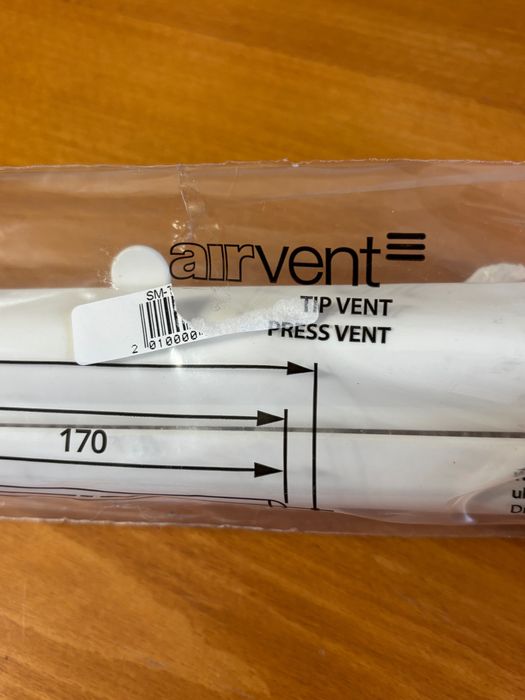 airvent
TIP VENT
PRESS VENT
SM-
2 010000
170